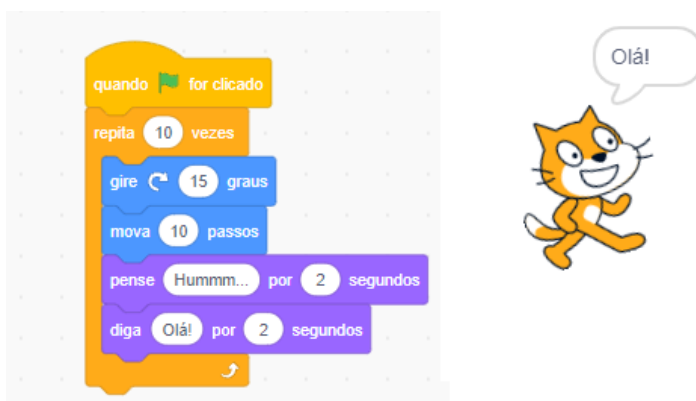 quando for clicado
repita 10 vezes
gire 15 graus
mova 10 passos
pense Hummm... por 2 segundos
diga Olá! por 2 segundos
Olá!